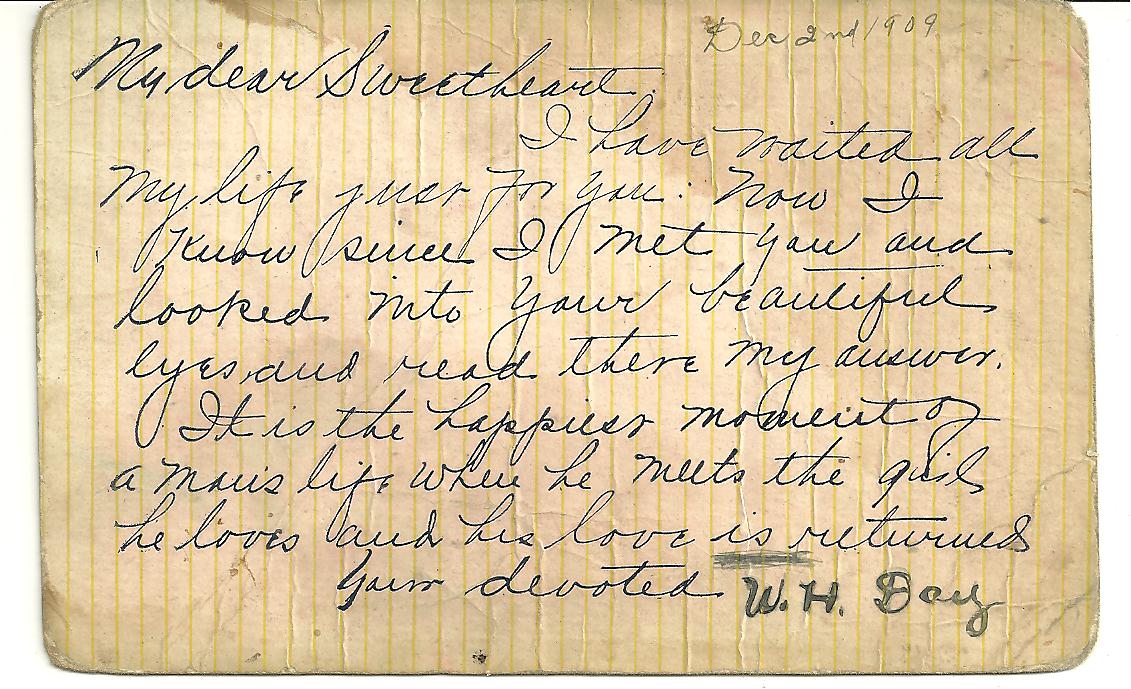 Dec 2nd 1909
My dear Sweetheart.
I have waited all
my life just for you. Now I
know since I met you and
looked into your beautiful
eyes and read there my answer.
It is the happiest moment of
a man's life when he meets the girl
he loves and his love is returned
Your devoted W. H. Day